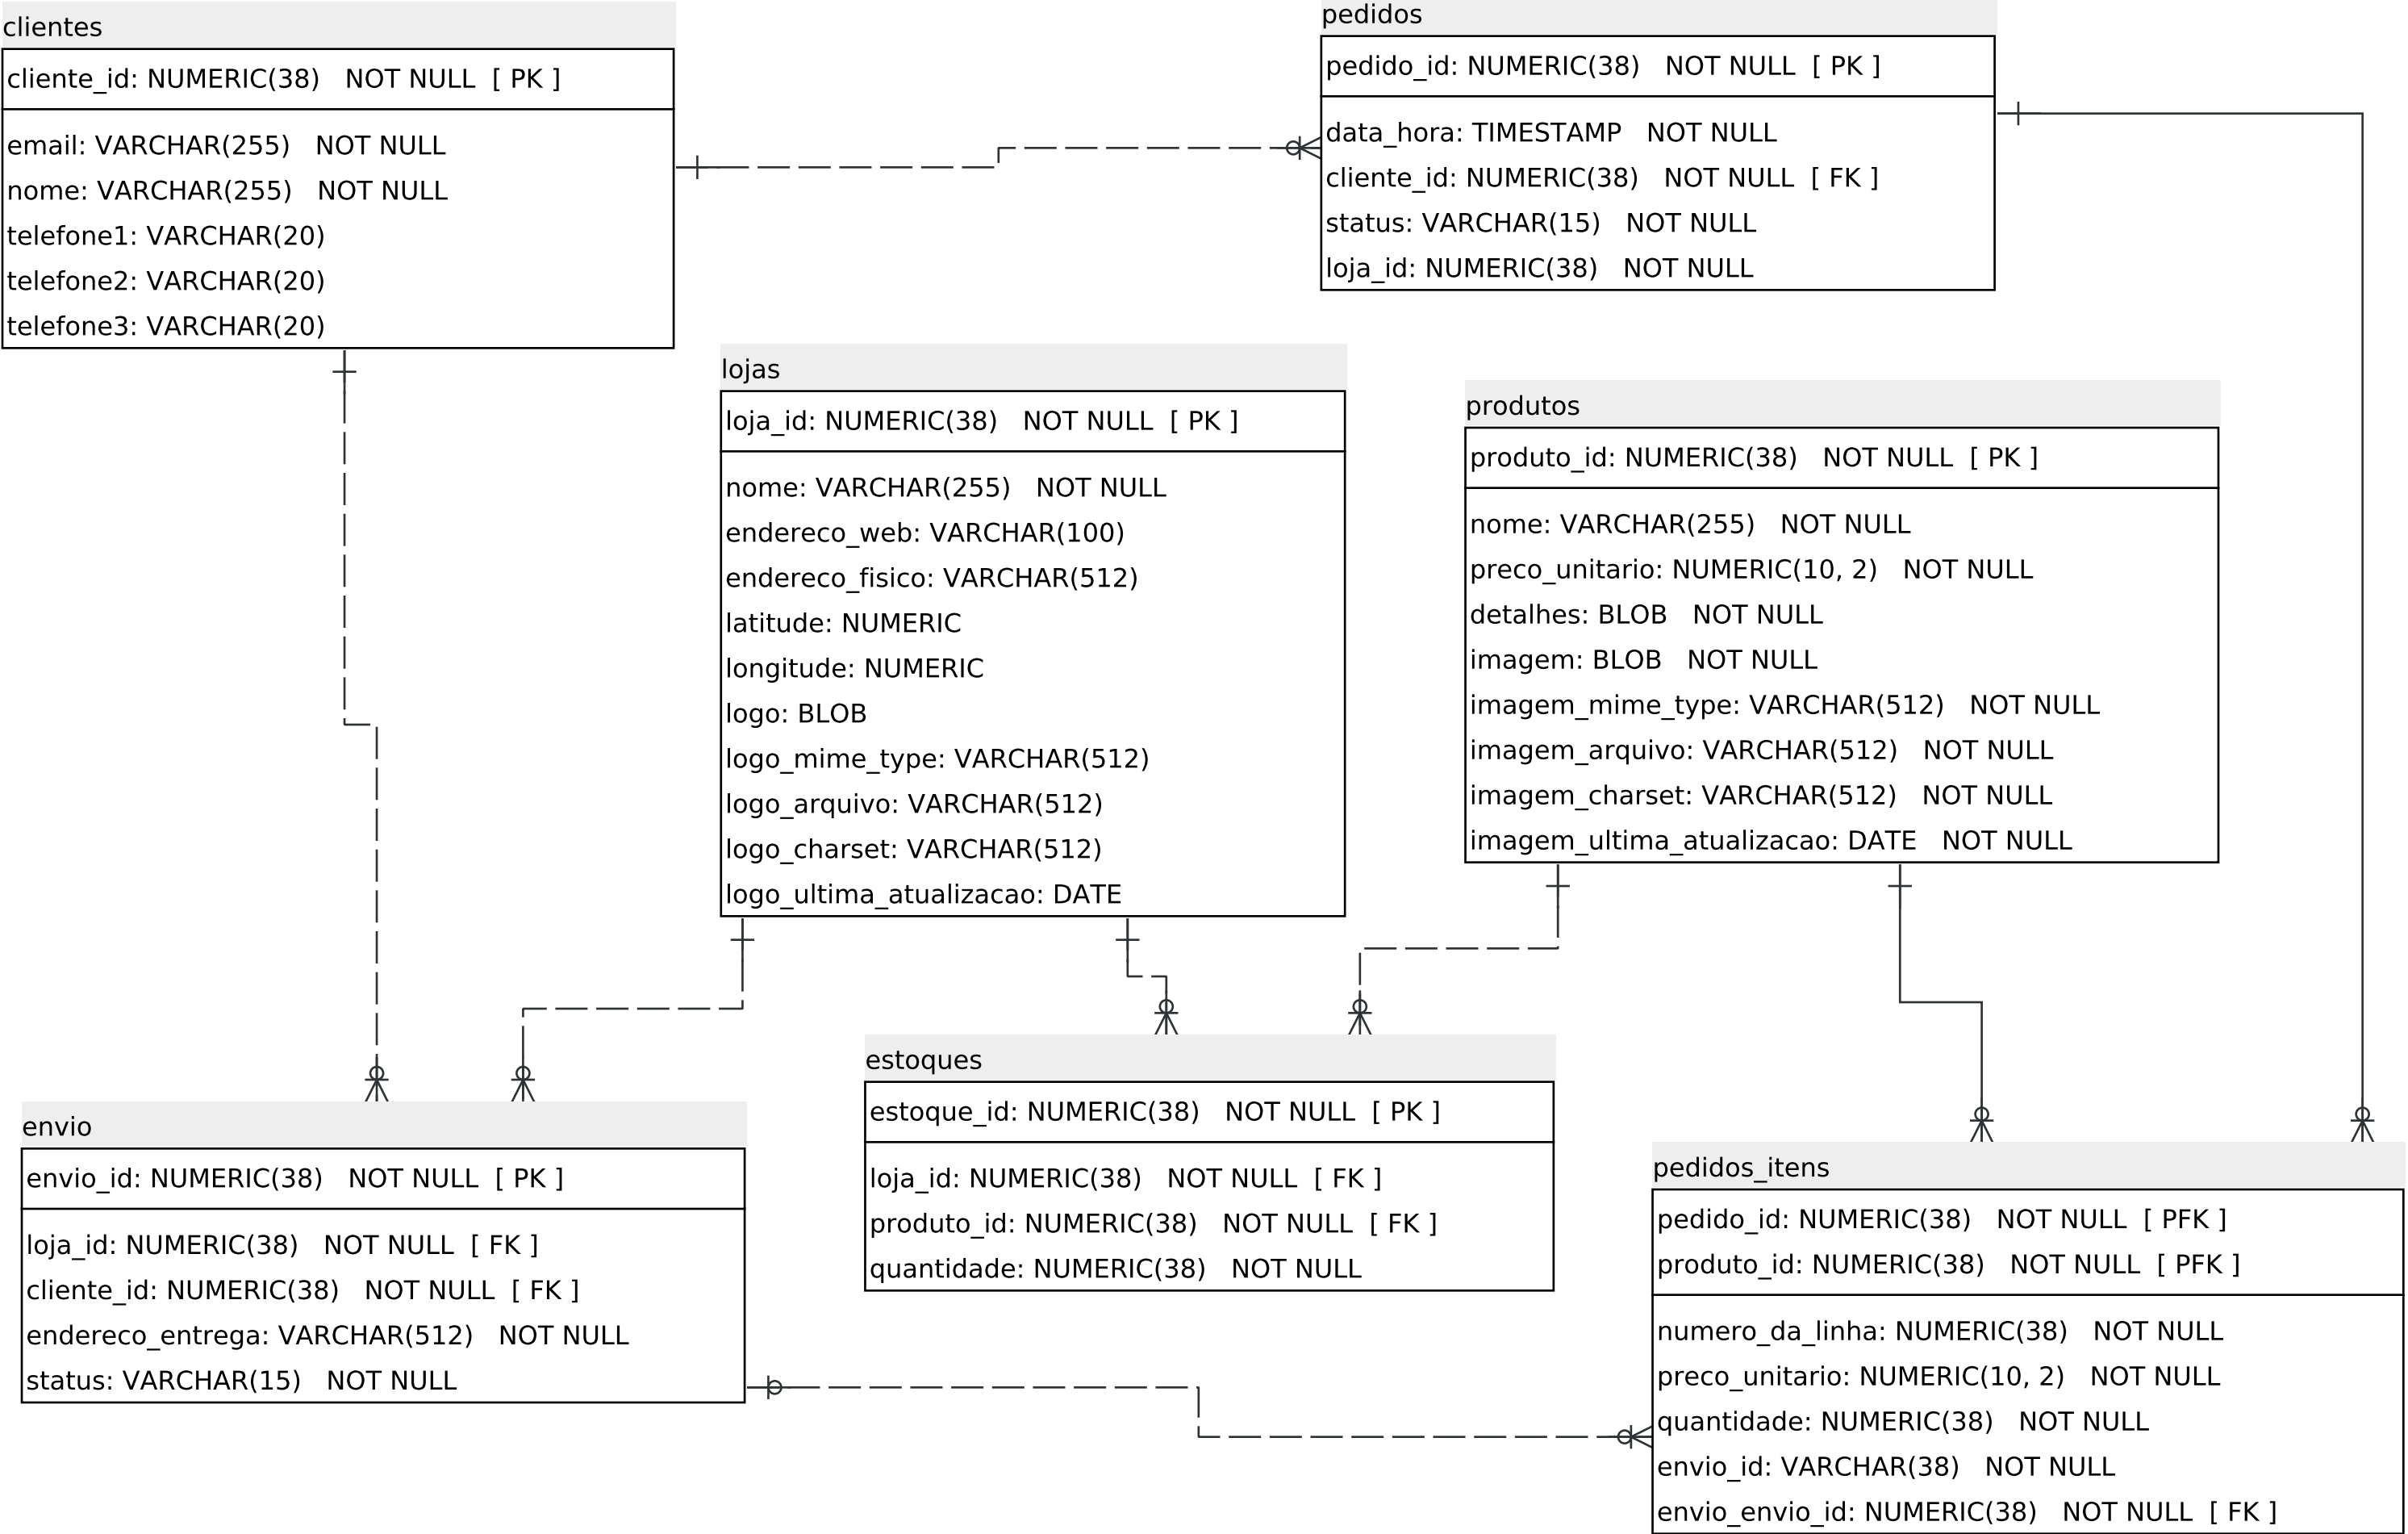 clientes
cliente_id: NUMERIC(38)   NOT NULL  [ PK ]
email: VARCHAR(255)   NOT NULL
nome: VARCHAR(255)   NOT NULL
telefone1: VARCHAR(20)
telefone2: VARCHAR(20)
telefone3: VARCHAR(20)
pedidos
pedido_id: NUMERIC(38)   NOT NULL  [ PK ]
data_hora: TIMESTAMP   NOT NULL
cliente_id: NUMERIC(38)   NOT NULL  [ FK ]
status: VARCHAR(15)   NOT NULL
loja_id: NUMERIC(38)   NOT NULL
lojas
loja_id: NUMERIC(38)   NOT NULL  [ PK ]
nome: VARCHAR(255)   NOT NULL
endereco_web: VARCHAR(100)
endereco_fisico: VARCHAR(512)
latitude: NUMERIC
longitude: NUMERIC
logo: BLOB
logo_mime_type: VARCHAR(512)
logo_arquivo: VARCHAR(512)
logo_charset: VARCHAR(512)
logo_ultima_atualizacao: DATE
produtos
produto_id: NUMERIC(38)   NOT NULL  [ PK ]
nome: VARCHAR(255)   NOT NULL
preco_unitario: NUMERIC(10, 2)   NOT NULL
detalhes: BLOB   NOT NULL
imagem: BLOB   NOT NULL
imagem_mime_type: VARCHAR(512)   NOT NULL
imagem_arquivo: VARCHAR(512)   NOT NULL
imagem_charset: VARCHAR(512)   NOT NULL
imagem_ultima_atualizacao: DATE   NOT NULL
envio
envio_id: NUMERIC(38)   NOT NULL  [ PK ]
loja_id: NUMERIC(38)   NOT NULL  [ FK ]
cliente_id: NUMERIC(38)   NOT NULL  [ FK ]
endereco_entrega: VARCHAR(512)   NOT NULL
status: VARCHAR(15)   NOT NULL
estoques
estoque_id: NUMERIC(38)   NOT NULL  [ PK ]
loja_id: NUMERIC(38)   NOT NULL  [ FK ]
produto_id: NUMERIC(38)   NOT NULL  [ FK ]
quantidade: NUMERIC(38)   NOT NULL
pedidos_itens
pedido_id: NUMERIC(38)   NOT NULL  [ PFK ]
produto_id: NUMERIC(38)   NOT NULL  [ PFK ]
numero_da_linha: NUMERIC(38)   NOT NULL
preco_unitario: NUMERIC(10, 2)   NOT NULL
quantidade: NUMERIC(38)   NOT NULL
envio_id: VARCHAR(38)   NOT NULL
envio_envio_id: NUMERIC(38)   NOT NULL  [ FK ]